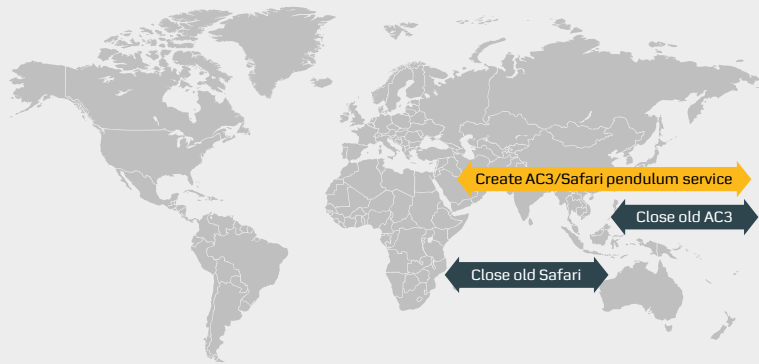 Create AC3/Safari pendulum service
Close old AC3
Close old Safari